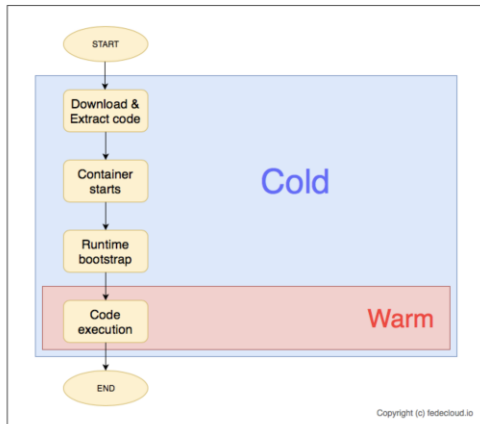 START
Download &
Extract code
Container
starts
Cold
Runtime
bootstrap
Code
execution
Warm
END
Copyright (c) fedecloud.io